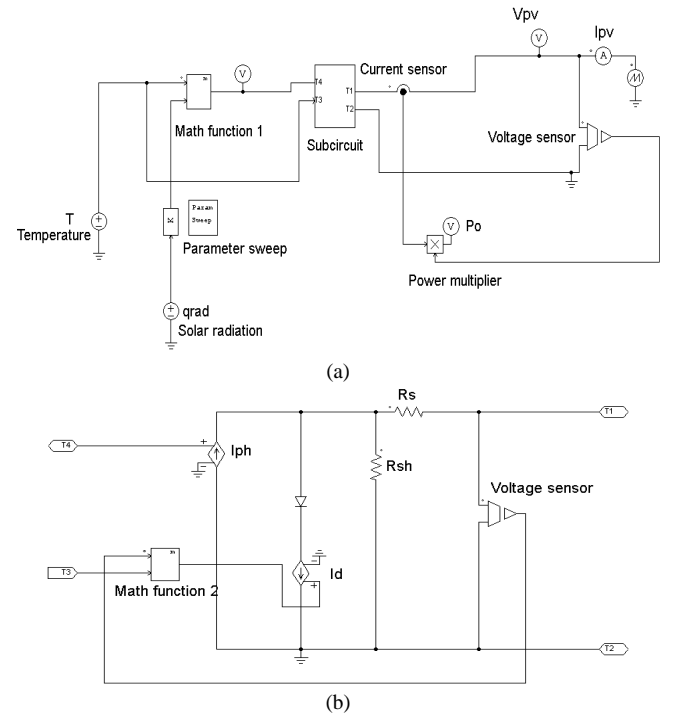 Vpv
Ipv
V
V
A
Current sensor
T4
T3
T1
T2
Math function 1
Subcircuit
Voltage sensor
T
Temperature
K
Param
Sweep
Parameter sweep
V
Po
Power multiplier
qrad
Solar radiation
(a)
Rs
T4
Iph
Rsh
T1
Voltage sensor
T3
Math function 2
Id
T2
(b)